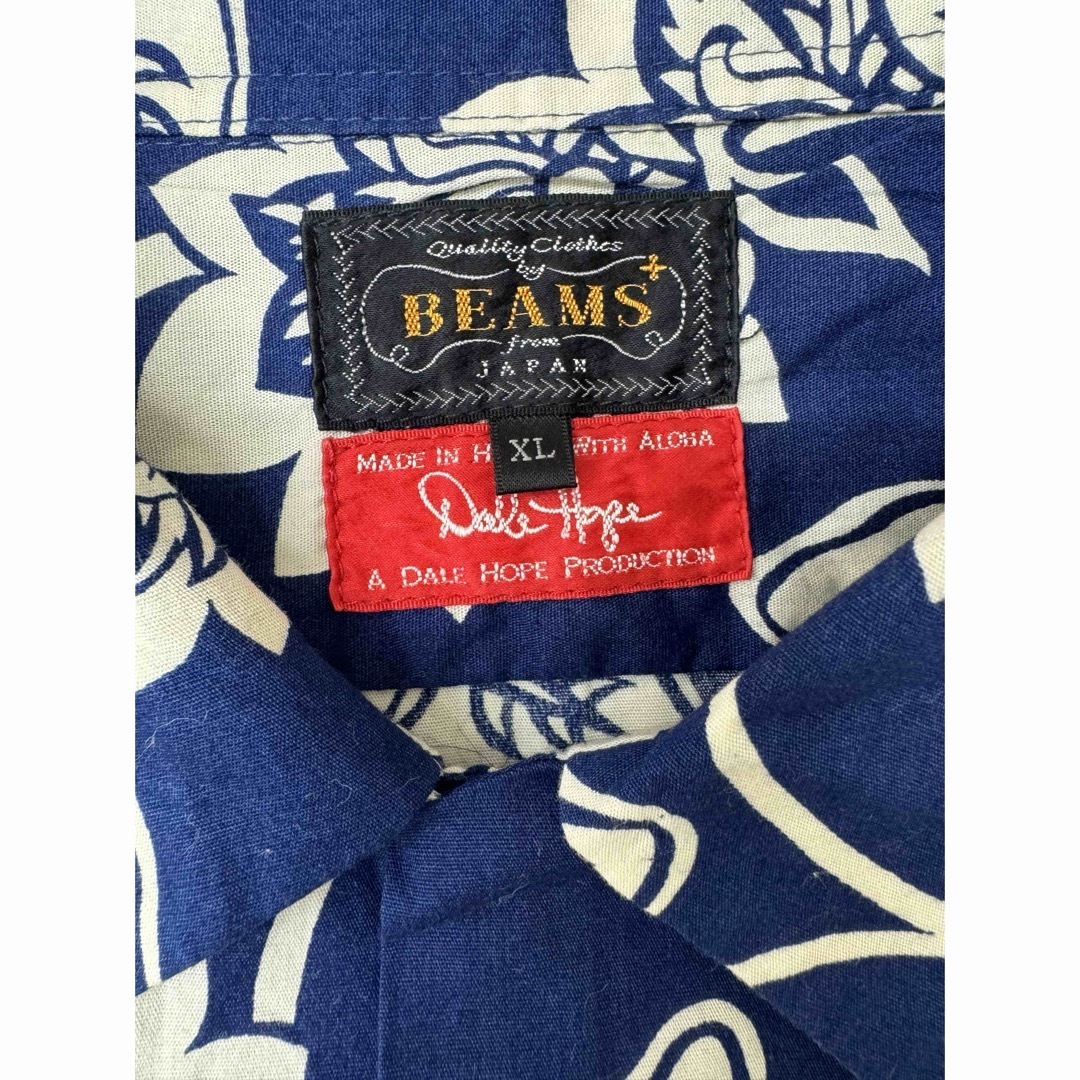 Quality Clothes
by
BEAMS+
from
JAPAN
XL
MADE IN H WITH ALOHA
Dale Hope
A DALE HOPE PRODUCTION